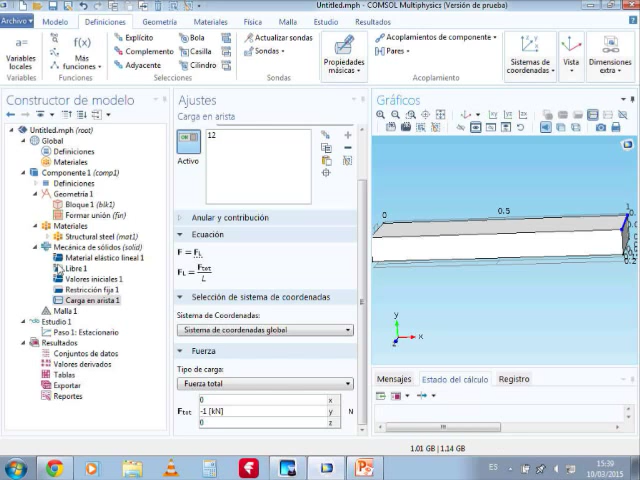 Untitled.mph - COMSOL Multiphysics (Versión de prueba)
Archivo Modelo Definiciones Geometría Materiales Física Malla Estudio Resultados
a=
Variables locales
f(x)
Más funciones
Funciones
Explícito
Complemento
Adyacente
Bola
Casilla
Cilindro
Selecciones
Actualizar sondas
Sondas
Sondas
Propiedades másicas
Acoplamientos de componente
Pares
Acoplamiento
Sistemas de coordenadas
Vista
Dimensiones extra
Constructor de modelo
Untitled.mph (root)
Global
Definiciones
Materiales
Componente 1 (comp1)
Definiciones
Geometría 1
Bloque 1 (blk1)
Formar unión (fin)
Materiales
Structural steel (mat1)
Mecánica de sólidos (solid)
Material elástico lineal 1
Libre 1
Valores iniciales 1
Restricción fija 1
Carga en arista 1
Malla 1
Estudio 1
Paso 1: Estacionario
Resultados
Conjuntos de datos
Valores derivados
Tablas
Exportar
Reportes
Ajustes
Carga en arista
Activo
12
Anular y contribución
Ecuación
F = FL
FL = Ftot
L
Selección de sistema de coordenadas
Sistema de Coordenadas:
Sistema de coordenadas global
Fuerza
Tipo de carga:
Fuerza total
Ftot
0 x
-1 [kN] y
0 z
N
Gráficos
0
0.5
1
y
x
z
Mensajes Estado del cálculo Registro
1.01 GB | 1.14 GB
ES
15:39
10/03/2015